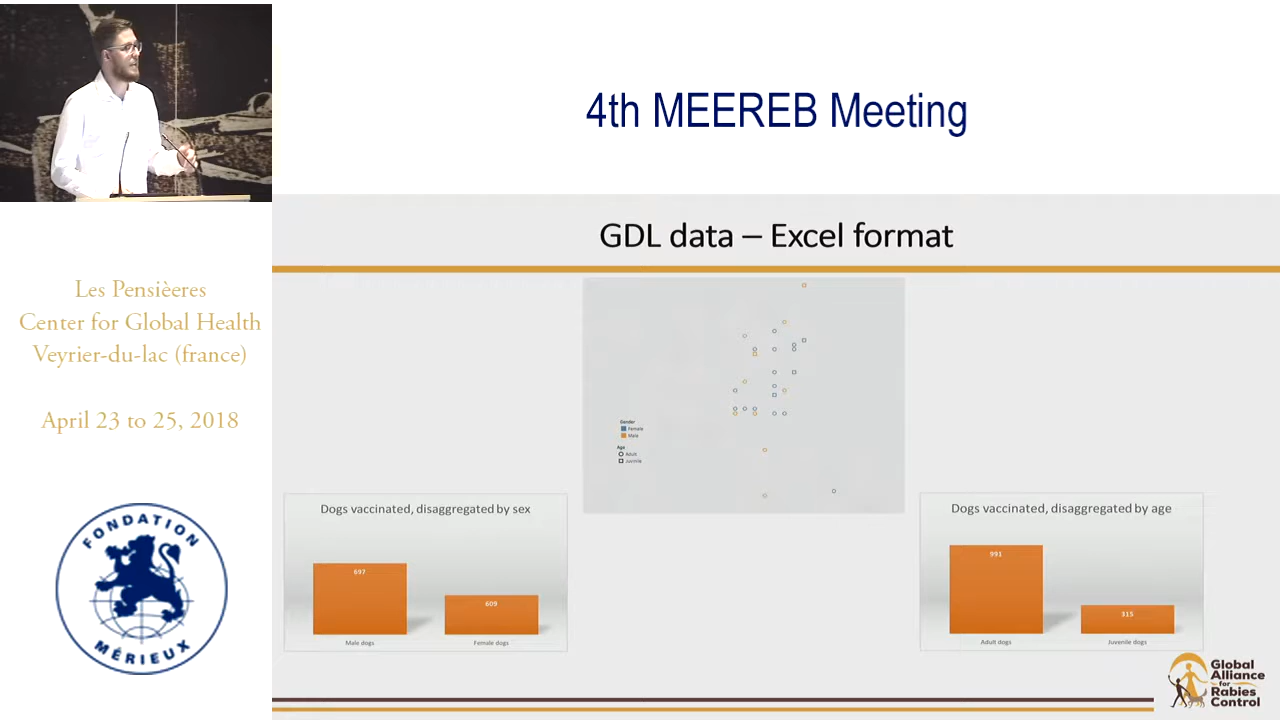 4th MEEREB Meeting
Les Pensièeres
Center for Global Health
Veyrier-du-lac (france)
April 23 to 25, 2018
FONDATION
MÉRIEUX
GDL data – Excel format
Gender
Female
Male
Age
Adult
Juvenile
Dogs vaccinated, disaggregated by sex
697
609
Male dogs
Female dogs
Dogs vaccinated, disaggregated by age
991
315
Adult dogs
Juvenile dogs
Global
Alliance
for
Rabies
Control